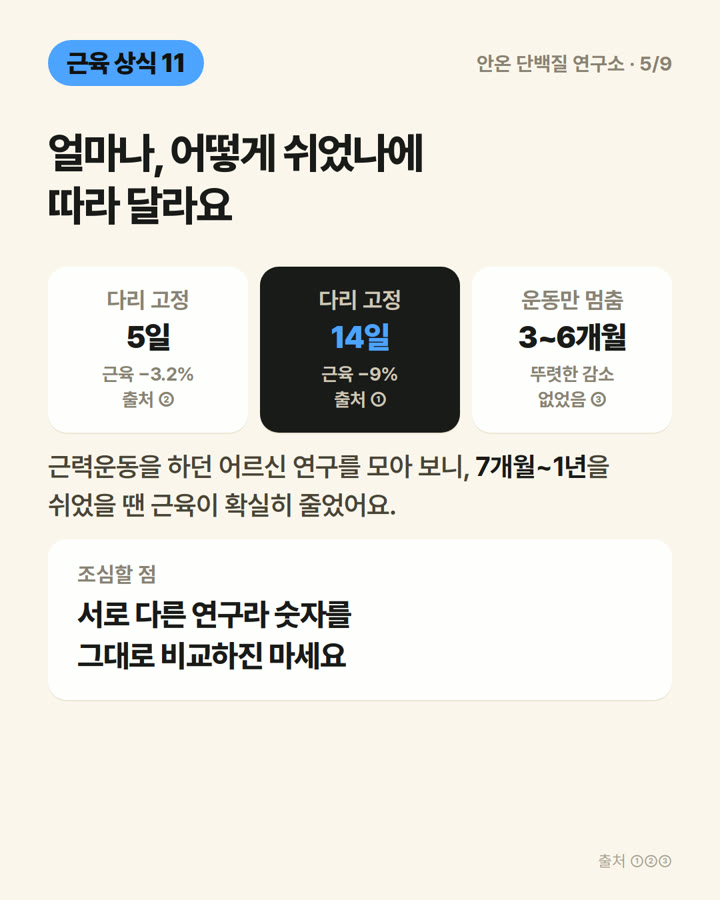 근육 상식 11
안온 단백질 연구소 · 5/9
얼마나, 어떻게 쉬었나에
따라 달라요
다리 고정
5일
근육 −3.2%
출처 ②
다리 고정
14일
근육 −9%
출처 ①
운동만 멈춤
3~6개월
뚜렷한 감소
없었음 ③
근력운동을 하던 어르신 연구를 모아 보니, 7개월~1년을
쉬었을 땐 근육이 확실히 줄었어요.
조심할 점
서로 다른 연구라 숫자를
그대로 비교하진 마세요
출처 ①②③